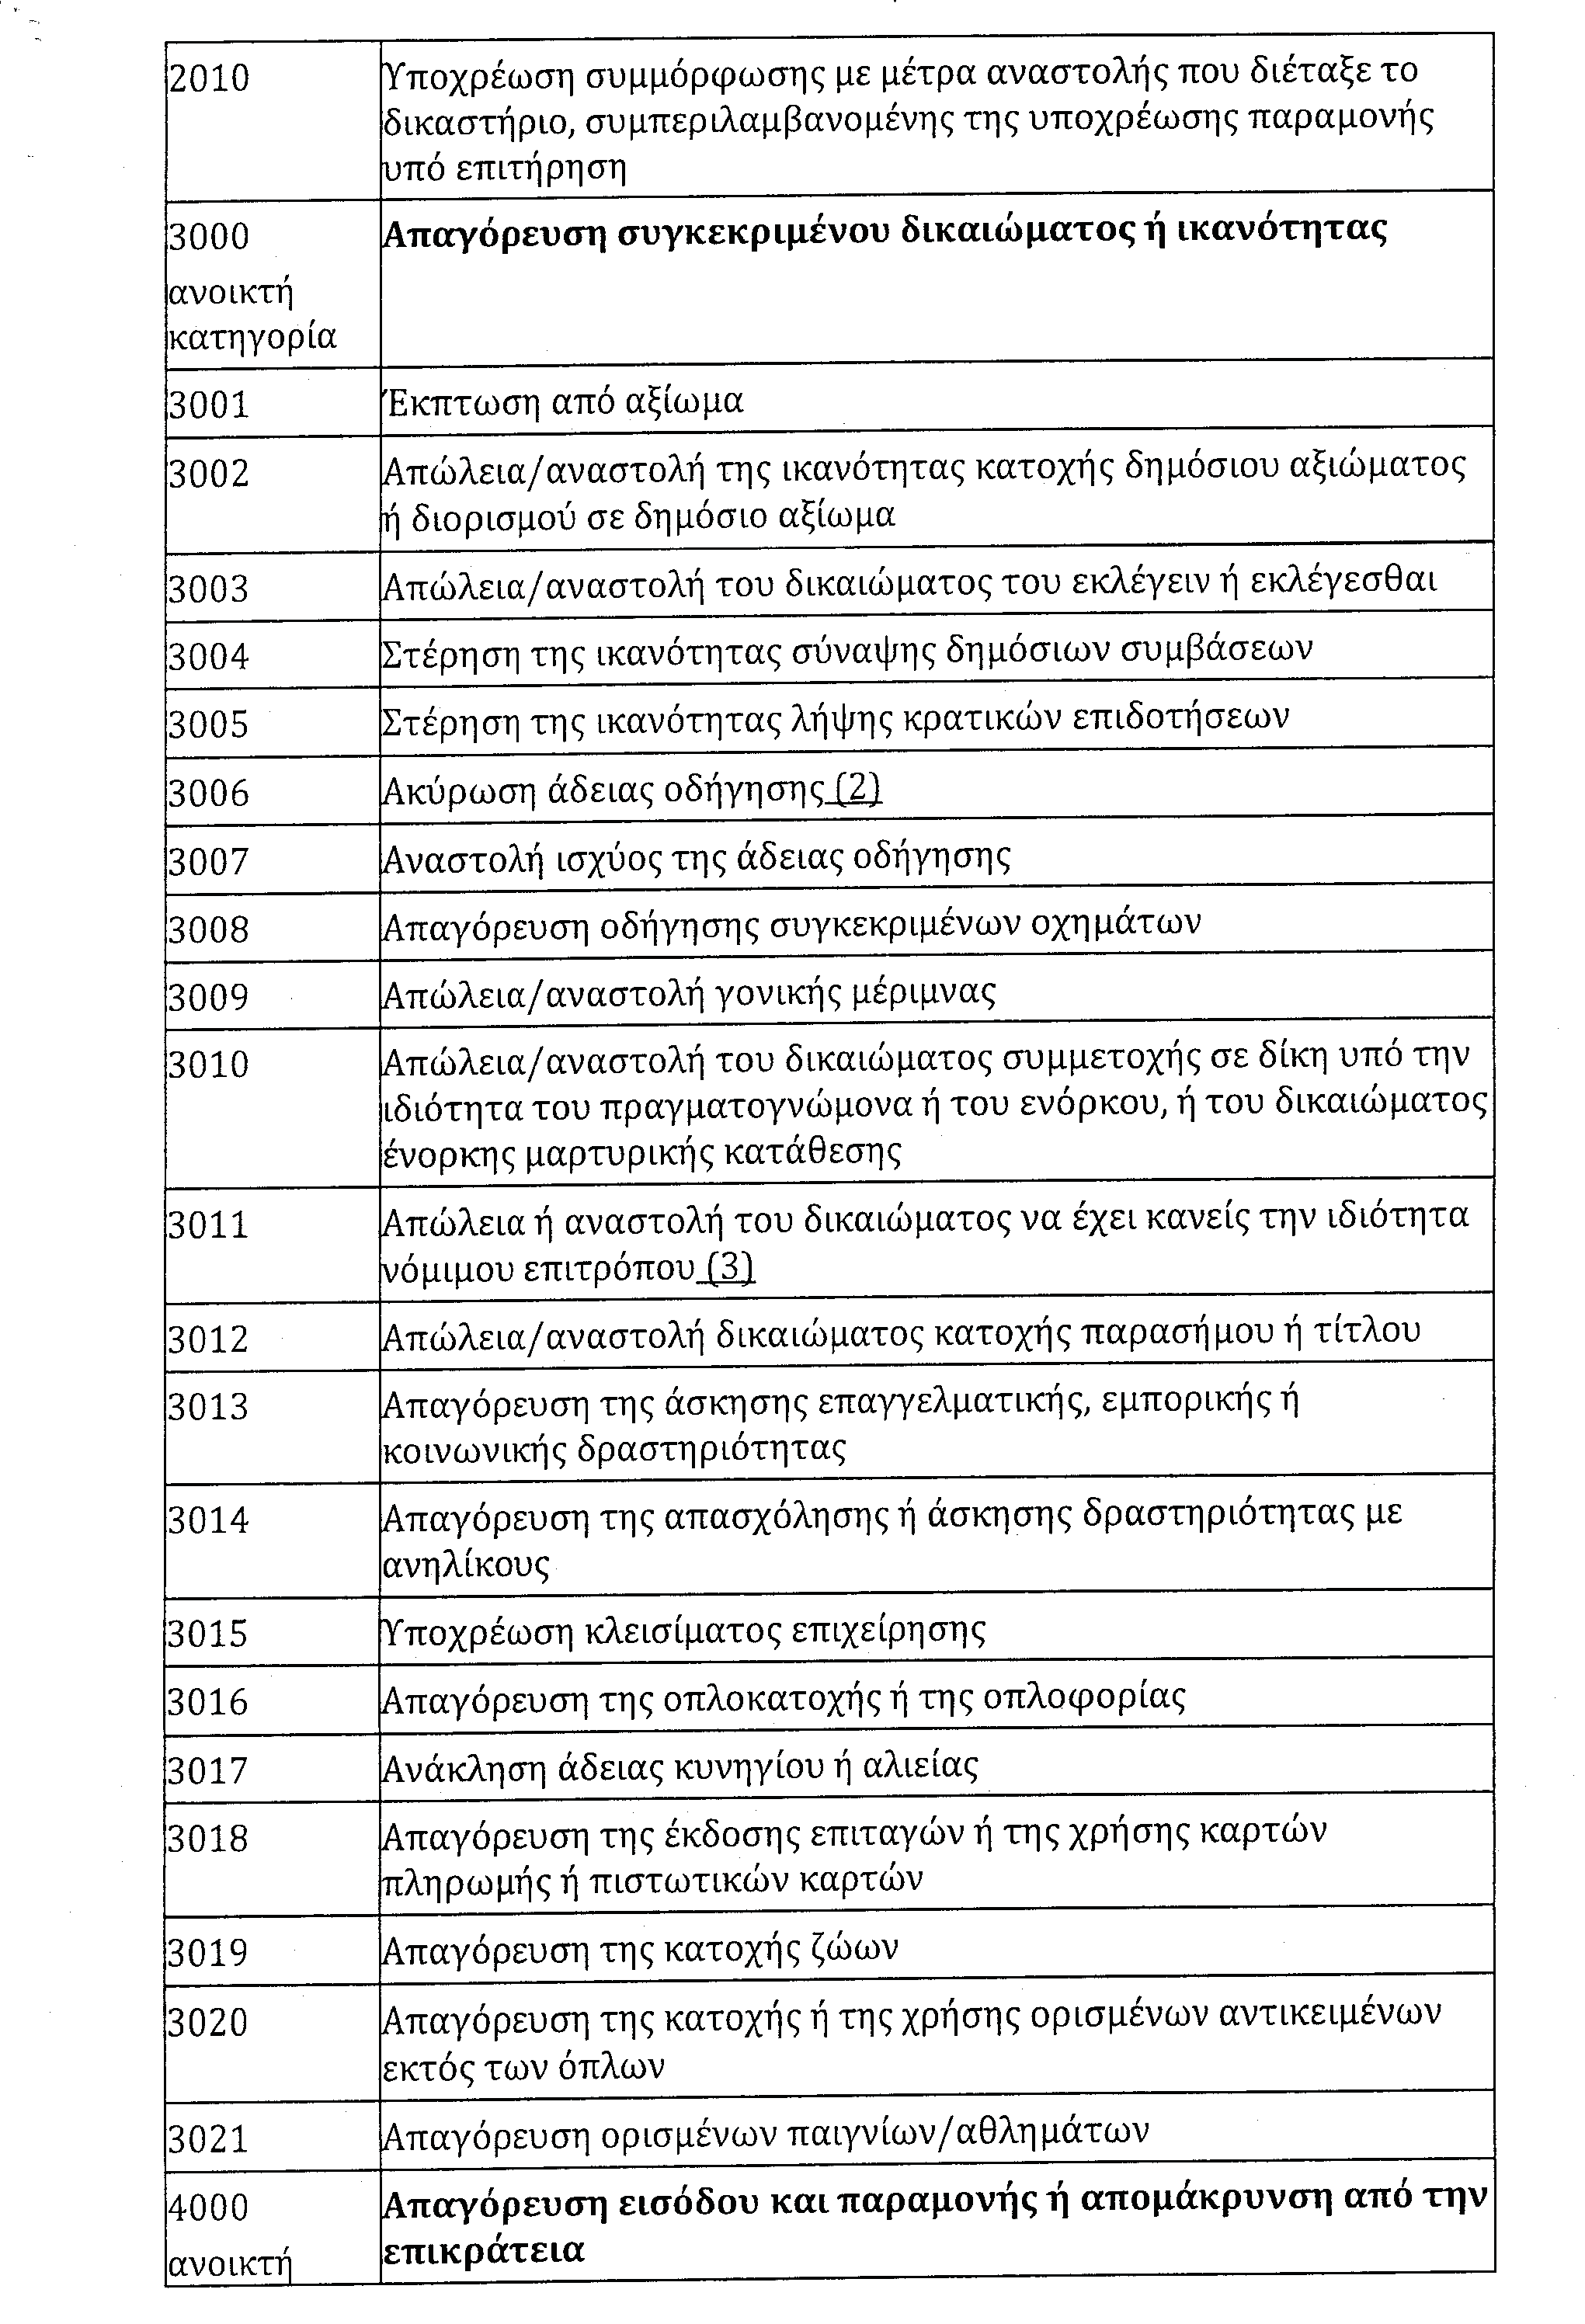 2010 Υποχρέωση συμμόρφωσης με μέτρα αναστολής που διέταξε το
δικαστήριο, συμπεριλαμβανομένης της υποχρέωσης παραμονής
υπό επιτήρηση
3000 Απαγόρευση συγκεκριμένου δικαιώματος ή ικανότητας
ανοικτή
κατηγορία
3001 Έκπτωση από αξίωμα
3002 Απώλεια/αναστολή της ικανότητας κατοχής δημόσιου αξιώματος
ή διορισμού σε δημόσιο αξίωμα
3003 Απώλεια/αναστολή του δικαιώματος του εκλέγειν ή εκλέγεσθαι
3004 Στέρηση της ικανότητας σύναψης δημόσιων συμβάσεων
3005 Στέρηση της ικανότητας λήψης κρατικών επιδοτήσεων
3006 Ακύρωση άδειας οδήγησης (2)
3007 Αναστολή ισχύος της άδειας οδήγησης
3008 Απαγόρευση οδήγησης συγκεκριμένων οχημάτων
3009 Απώλεια/αναστολή γονικής μέριμνας
3010 Απώλεια/αναστολή του δικαιώματος συμμετοχής σε δίκη υπό την
ιδιότητα του πραγματογνώμονα ή του ενόρκου, ή του δικαιώματος
ένορκης μαρτυρικής κατάθεσης
3011 Απώλεια ή αναστολή του δικαιώματος να έχει κανείς την ιδιότητα
νόμιμου επιτρόπου (3)
3012 Απώλεια/αναστολή δικαιώματος κατοχής παρασήμου ή τίτλου
3013 Απαγόρευση της άσκησης επαγγελματικής, εμπορικής ή
κοινωνικής δραστηριότητας
3014 Απαγόρευση της απασχόλησης ή άσκησης δραστηριότητας με
ανηλίκους
3015 Υποχρέωση κλεισίματος επιχείρησης
3016 Απαγόρευση της οπλοκατοχής ή της οπλοφορίας
3017 Ανάκληση άδειας κυνηγίου ή αλιείας
3018 Απαγόρευση της έκδοσης επιταγών ή της χρήσης καρτών
πληρωμής ή πιστωτικών καρτών
3019 Απαγόρευση της κατοχής ζώων
3020 Απαγόρευση της κατοχής ή της χρήσης ορισμένων αντικειμένων
εκτός των όπλων
3021 Απαγόρευση ορισμένων παιγνίων/αθλημάτων
4000 Απαγόρευση εισόδου και παραμονής ή απομάκρυνση από την
ανοικτή επικράτεια